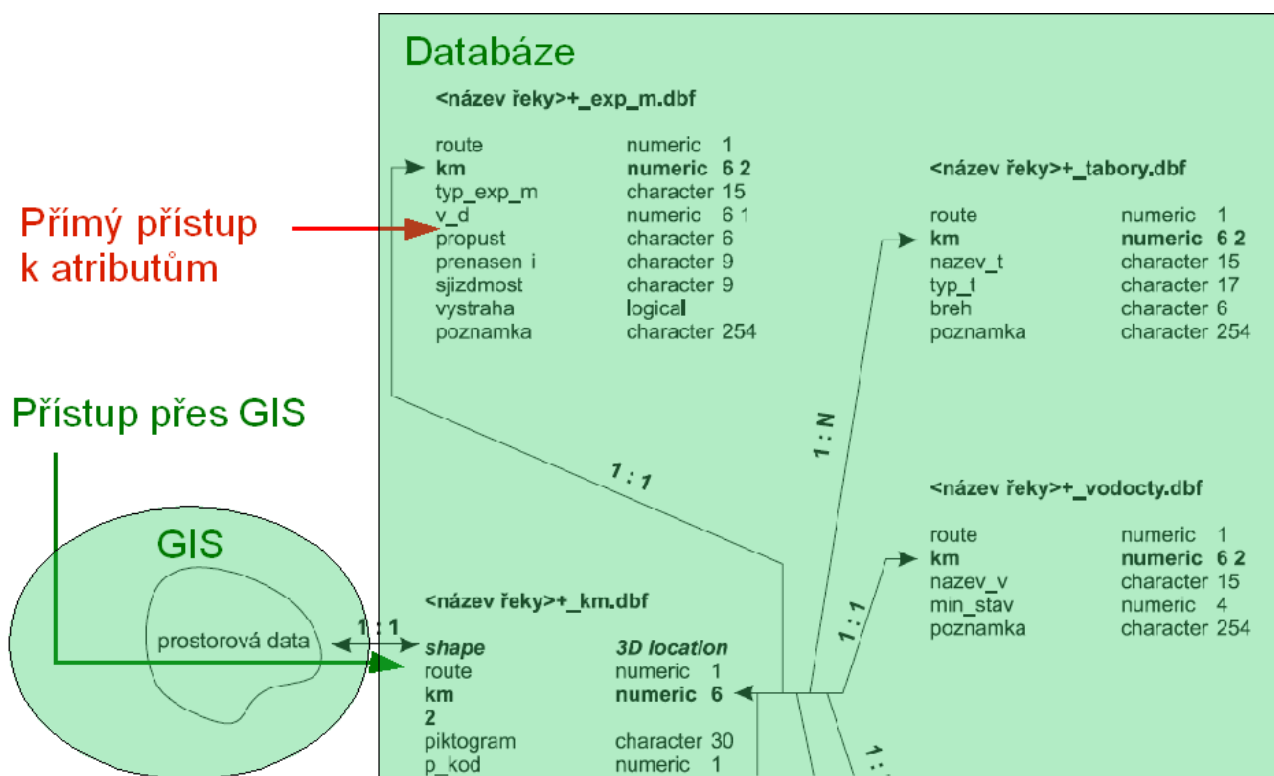 Databáze
<název řeky>+_exp_m.dbf
route numeric 1
km numeric 6 2
typ_exp_m character 15
v_d numeric 6 1
propust character 6
prenasen i character 9
sjizdmost character 9
vystraha logical
poznamka character 254
<název řeky>+_tabory.dbf
route numeric 1
km numeric 6 2
nazev_t character 15
typ_t character 17
breh character 6
poznamka character 254
Přímý přístup
k atributům
Přístup přes GIS
1 : 1
1 : N
<název řeky>+_vodocty.dbf
route numeric 1
km numeric 6 2
nazev_v character 15
min_stav numeric 4
poznamka character 254
1 : 1
GIS
prostorová data
1 : 1
<název řeky>+_km.dbf
shape 3D location
route numeric 1
km numeric 6
2
piktogram character 30
p_kod numeric 1